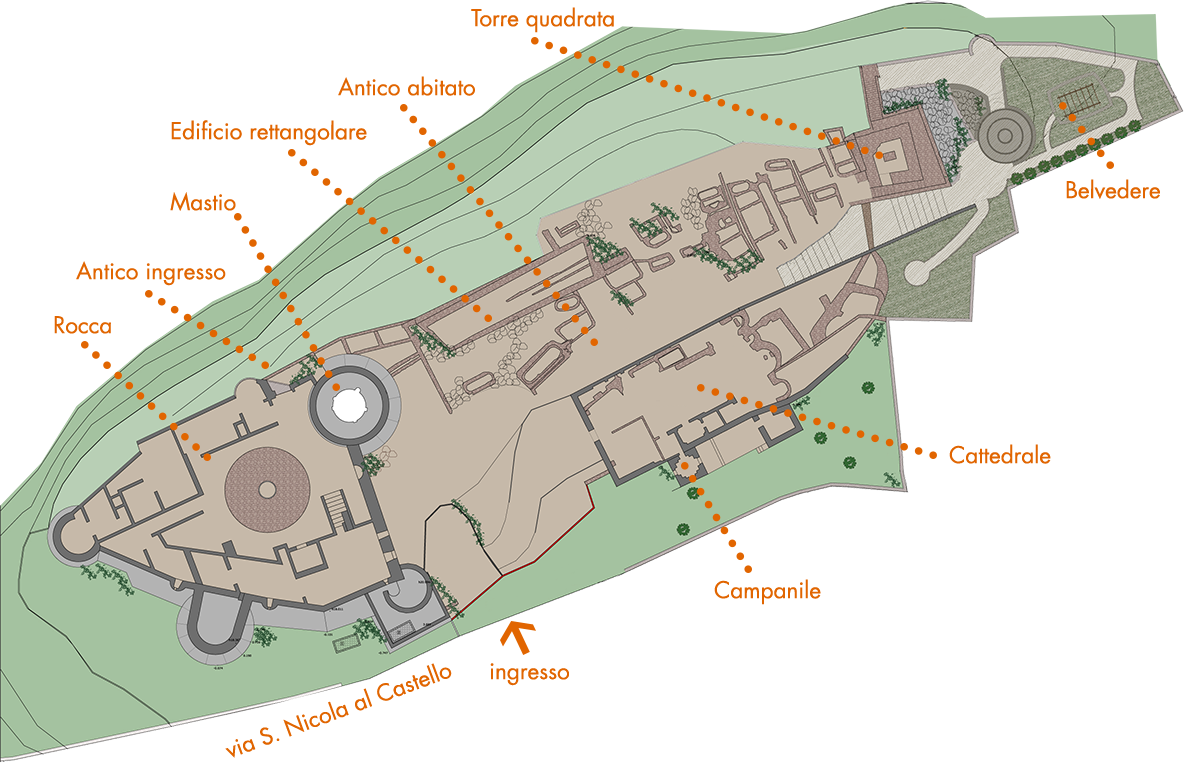 Torre quadrata
Antico abitato
Edificio rettangolare
Belvedere
Mastio
Antico ingresso
Rocca
Cattedrale
Campanile
ingresso
via S. Nicola al Castello